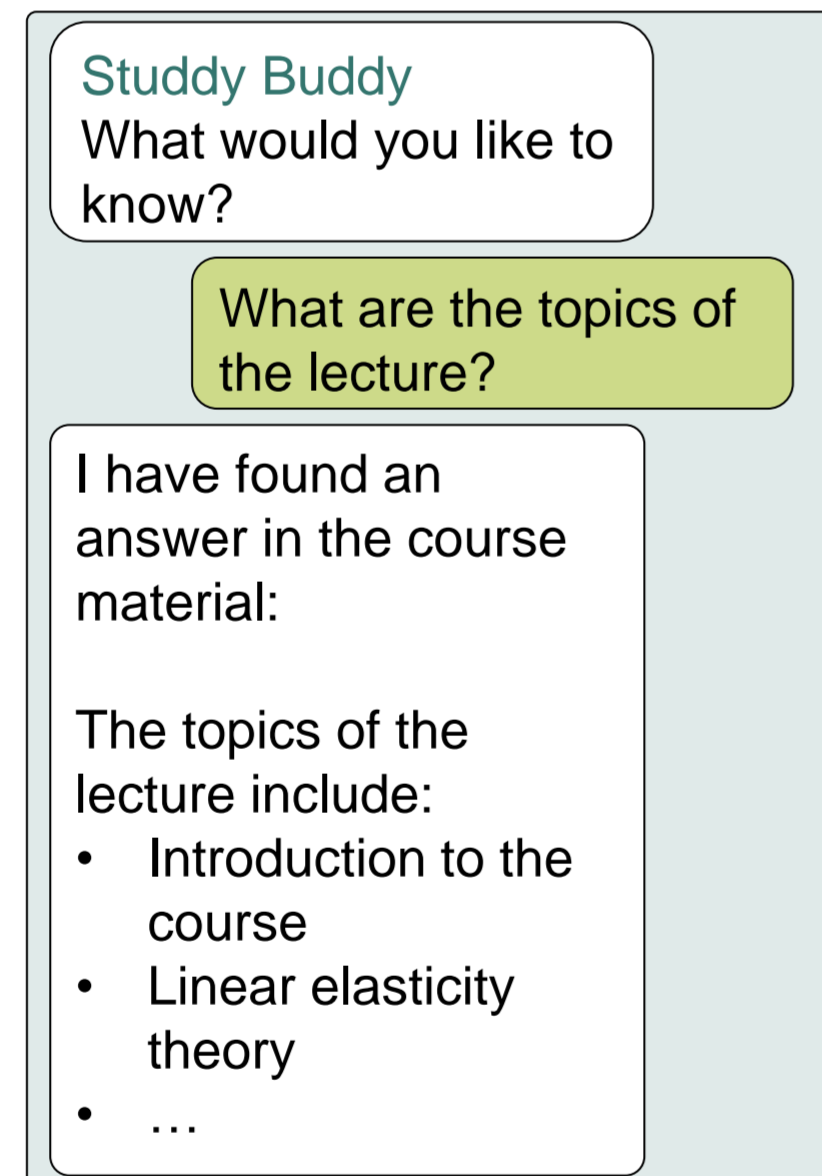 Studdy Buddy
What would you like to
know?
What are the topics of
the lecture?
I have found an
answer in the course
material:
The topics of the
lecture include:
• Introduction to the
course
• Linear elasticity
theory
• …